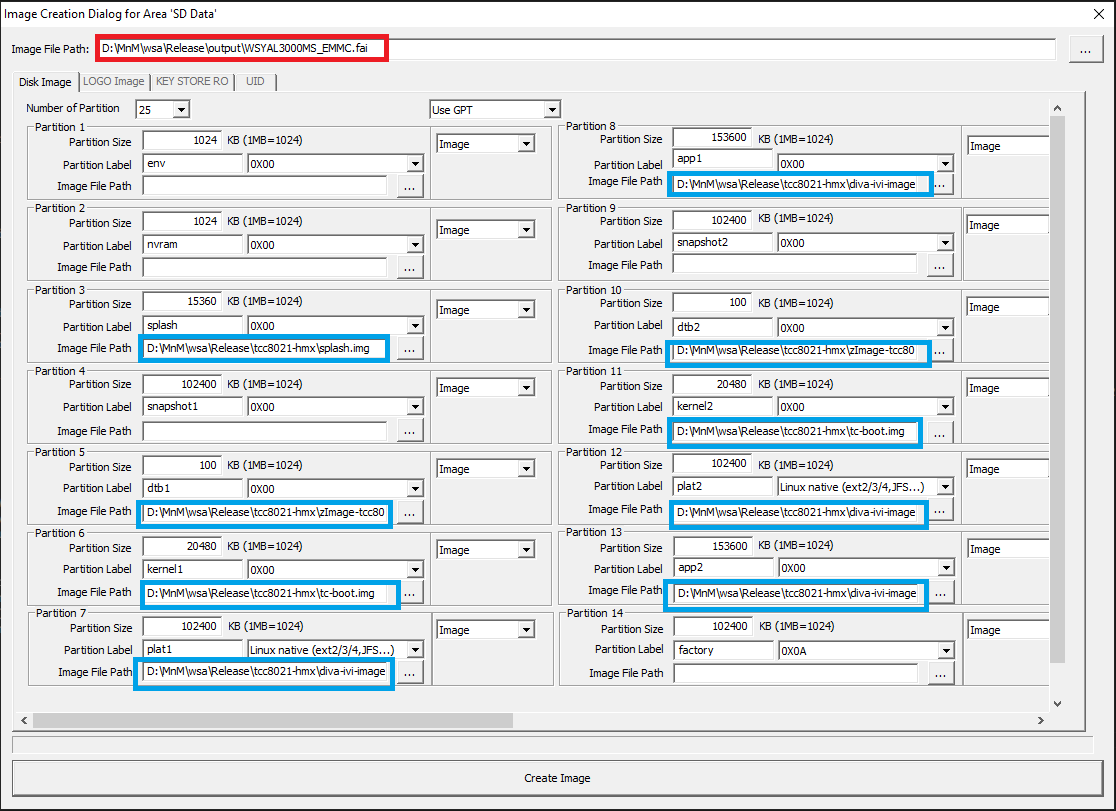 Image Creation Dialog for Area 'SD Data'
Image File Path: D:\MnM\wsa\Release\output\WSYAL3000MS_EMMC.fai ...
Disk Image LOGO Image KEY STORE RO UID
Number of Partition 25 Use GPT
Partition 1
Partition Size 1024 KB (1MB=1024) Image
Partition Label env 0X00
Image File Path ...
Partition 2
Partition Size 1024 KB (1MB=1024) Image
Partition Label nvram 0X00
Image File Path ...
Partition 3
Partition Size 15360 KB (1MB=1024) Image
Partition Label splash 0X00
Image File Path D:\MnM\wsa\Release\tcc8021-hmx\splash.img ...
Partition 4
Partition Size 102400 KB (1MB=1024) Image
Partition Label snapshot1 0X00
Image File Path ...
Partition 5
Partition Size 100 KB (1MB=1024) Image
Partition Label dtb1 0X00
Image File Path D:\MnM\wsa\Release\tcc8021-hmx\zImage-tcc80 ...
Partition 6
Partition Size 20480 KB (1MB=1024) Image
Partition Label kernel1 0X00
Image File Path D:\MnM\wsa\Release\tcc8021-hmx\tc-boot.img ...
Partition 7
Partition Size 102400 KB (1MB=1024) Image
Partition Label plat1 Linux native (ext2/3/4,JFS...)
Image File Path D:\MnM\wsa\Release\tcc8021-hmx\diva-ivi-image ...
Partition 8
Partition Size 153600 KB (1MB=1024) Image
Partition Label app1 0X00
Image File Path D:\MnM\wsa\Release\tcc8021-hmx\diva-ivi-image ...
Partition 9
Partition Size 102400 KB (1MB=1024) Image
Partition Label snapshot2 0X00
Image File Path ...
Partition 10
Partition Size 100 KB (1MB=1024) Image
Partition Label dtb2 0X00
Image File Path D:\MnM\wsa\Release\tcc8021-hmx\zImage-tcc80 ...
Partition 11
Partition Size 20480 KB (1MB=1024) Image
Partition Label kernel2 0X00
Image File Path D:\MnM\wsa\Release\tcc8021-hmx\tc-boot.img ...
Partition 12
Partition Size 102400 KB (1MB=1024) Image
Partition Label plat2 Linux native (ext2/3/4,JFS...)
Image File Path D:\MnM\wsa\Release\tcc8021-hmx\diva-ivi-image ...
Partition 13
Partition Size 153600 KB (1MB=1024) Image
Partition Label app2 0X00
Image File Path D:\MnM\wsa\Release\tcc8021-hmx\diva-ivi-image ...
Partition 14
Partition Size 102400 KB (1MB=1024) Image
Partition Label factory 0X0A
Image File Path ...
Create Image